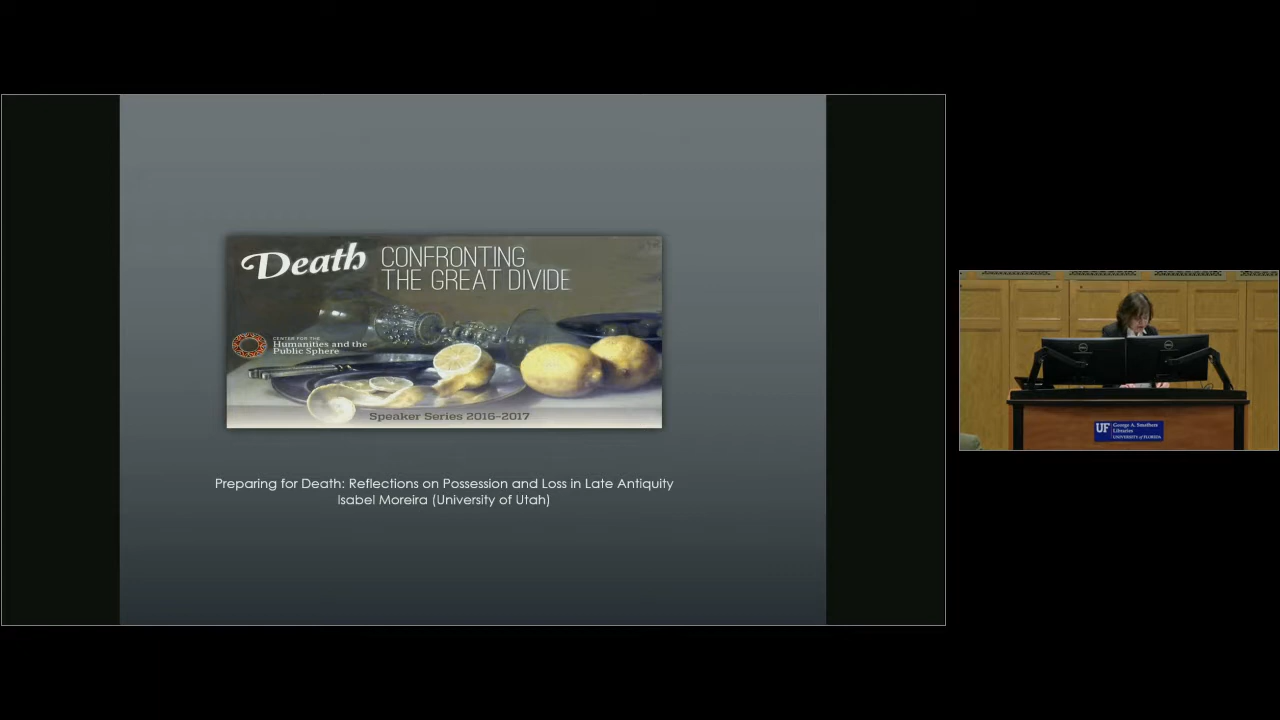 Death
CONFRONTING
THE GREAT DIVIDE
CENTER FOR THE
Humanities and the
Public Sphere
Speaker Series 2016-2017
Preparing for Death: Reflections on Possession and Loss in Late Antiquity
Isabel Moreira (University of Utah)
UF
George A. Smathers
Libraries
UNIVERSITY of FLORIDA